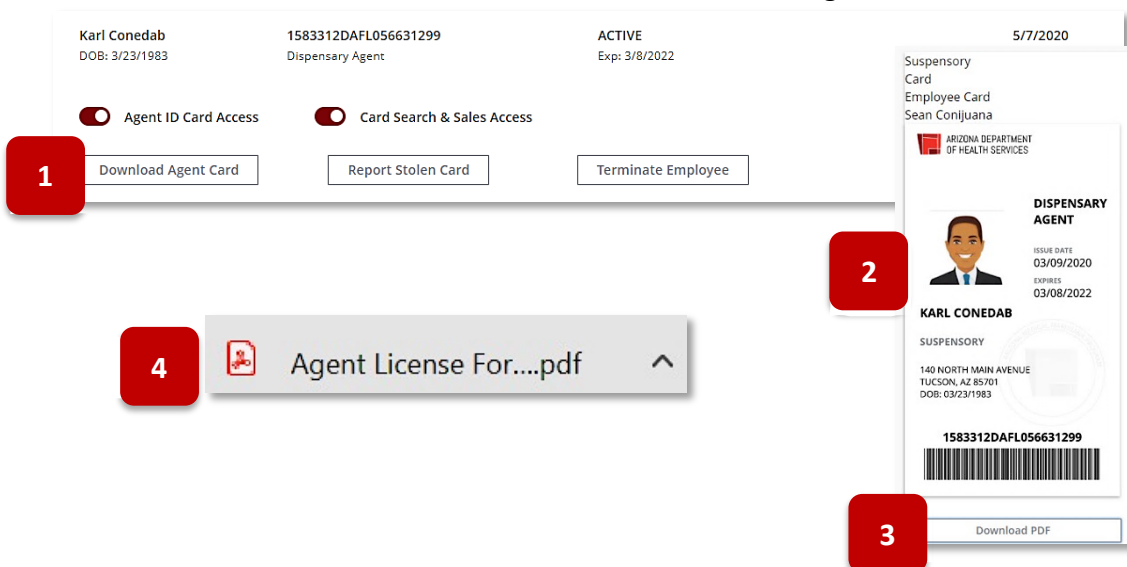 Karl Conedab 1583312DAFL056631299 ACTIVE 5/7/2020
DOB: 3/23/1983 Dispensary Agent Exp: 3/8/2022
Agent ID Card Access Card Search & Sales Access
1 Download Agent Card Report Stolen Card Terminate Employee
Suspensory
Card
Employee Card
Sean Conijuana
ARIZONA DEPARTMENT
OF HEALTH SERVICES
DISPENSARY
AGENT
2
ISSUE DATE
03/09/2020
EXPIRES
03/08/2022
KARL CONEDAB
SUSPENSORY
140 NORTH MAIN AVENUE
TUCSON, AZ 85701
DOB: 03/23/1983
1583312DAFL056631299
3 Download PDF
4 Agent License For....pdf